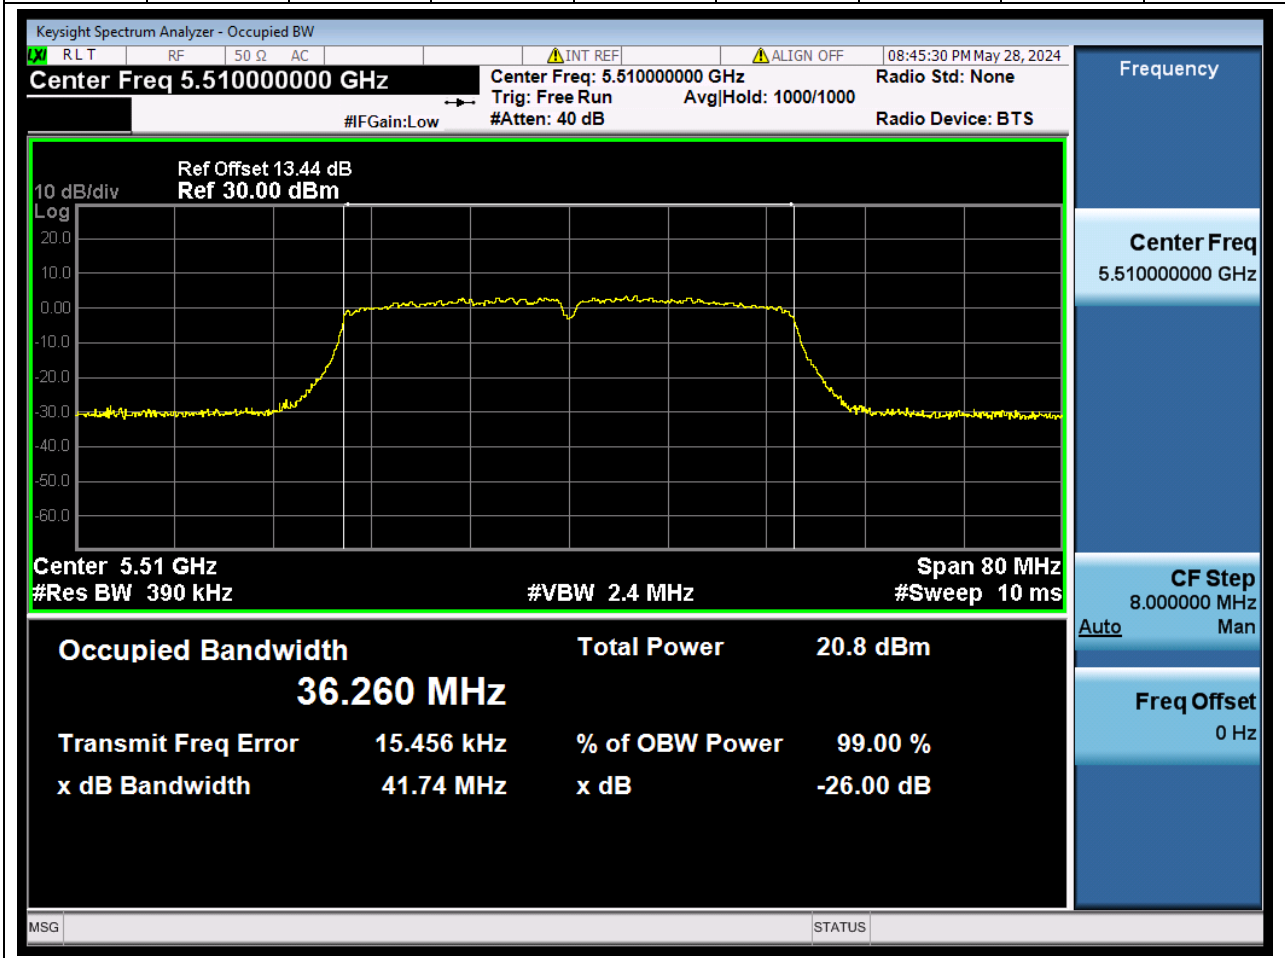 Keysight Spectrum Analyzer - Occupied BW
LXI RLT RF 50 Ω AC INT REF ALIGN OFF 08:45:30 PM May 28, 2024
Center Freq 5.510000000 GHz
Center Freq: 5.510000000 GHz
Radio Std: None
Trig: Free Run Avg|Hold: 1000/1000
#IFGain:Low
#Atten: 40 dB
Radio Device: BTS
Ref Offset 13.44 dB
10 dB/div Ref 30.00 dBm
Log
20.0
10.0
0.00
-10.0
-20.0
-30.0
-40.0
-50.0
-60.0
Center 5.51 GHz Span 80 MHz
#Res BW 390 kHz #VBW 2.4 MHz #Sweep 10 ms
Occupied Bandwidth Total Power 20.8 dBm
36.260 MHz
Transmit Freq Error 15.456 kHz % of OBW Power 99.00 %
x dB Bandwidth 41.74 MHz x dB -26.00 dB
MSG STATUS
Frequency
Center Freq
5.510000000 GHz
CF Step
8.000000 MHz
Auto Man
Freq Offset
0 Hz